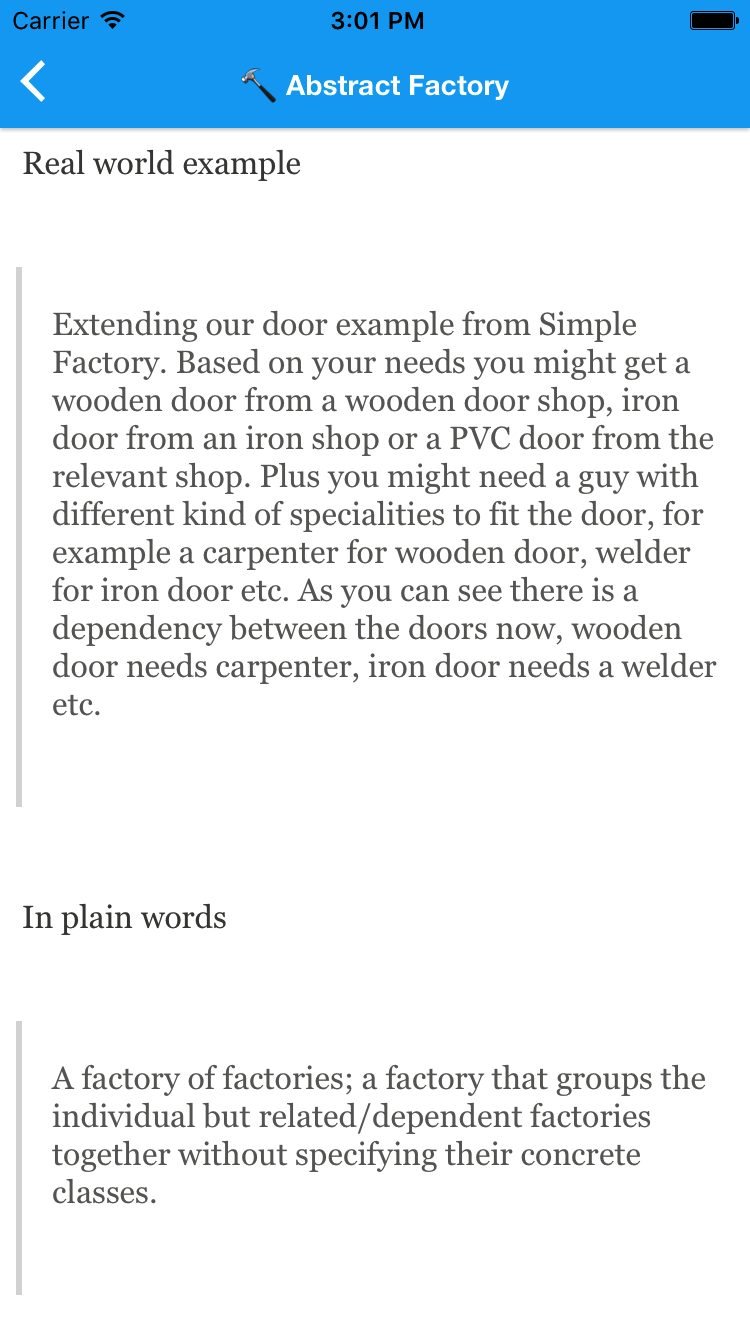 Carrier
3:01 PM
Abstract Factory
Real world example
Extending our door example from Simple
Factory. Based on your needs you might get a
wooden door from a wooden door shop, iron
door from an iron shop or a PVC door from the
relevant shop. Plus you might need a guy with
different kind of specialities to fit the door, for
example a carpenter for wooden door, welder
for iron door etc. As you can see there is a
dependency between the doors now, wooden
door needs carpenter, iron door needs a welder
etc.
In plain words
A factory of factories; a factory that groups the
individual but related/dependent factories
together without specifying their concrete
classes.